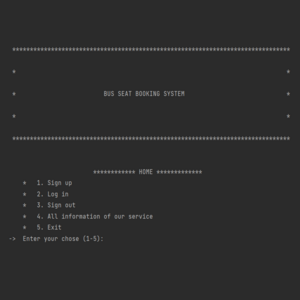 ********************************************************************************
* *
* BUS SEAT BOOKING SYSTEM *
* *
********************************************************************************
************ HOME *************
* 1. Sign up
* 2. Log in
* 3. Sign out
* 4. All information of our service
* 5. Exit
-> Enter your chose (1-5):